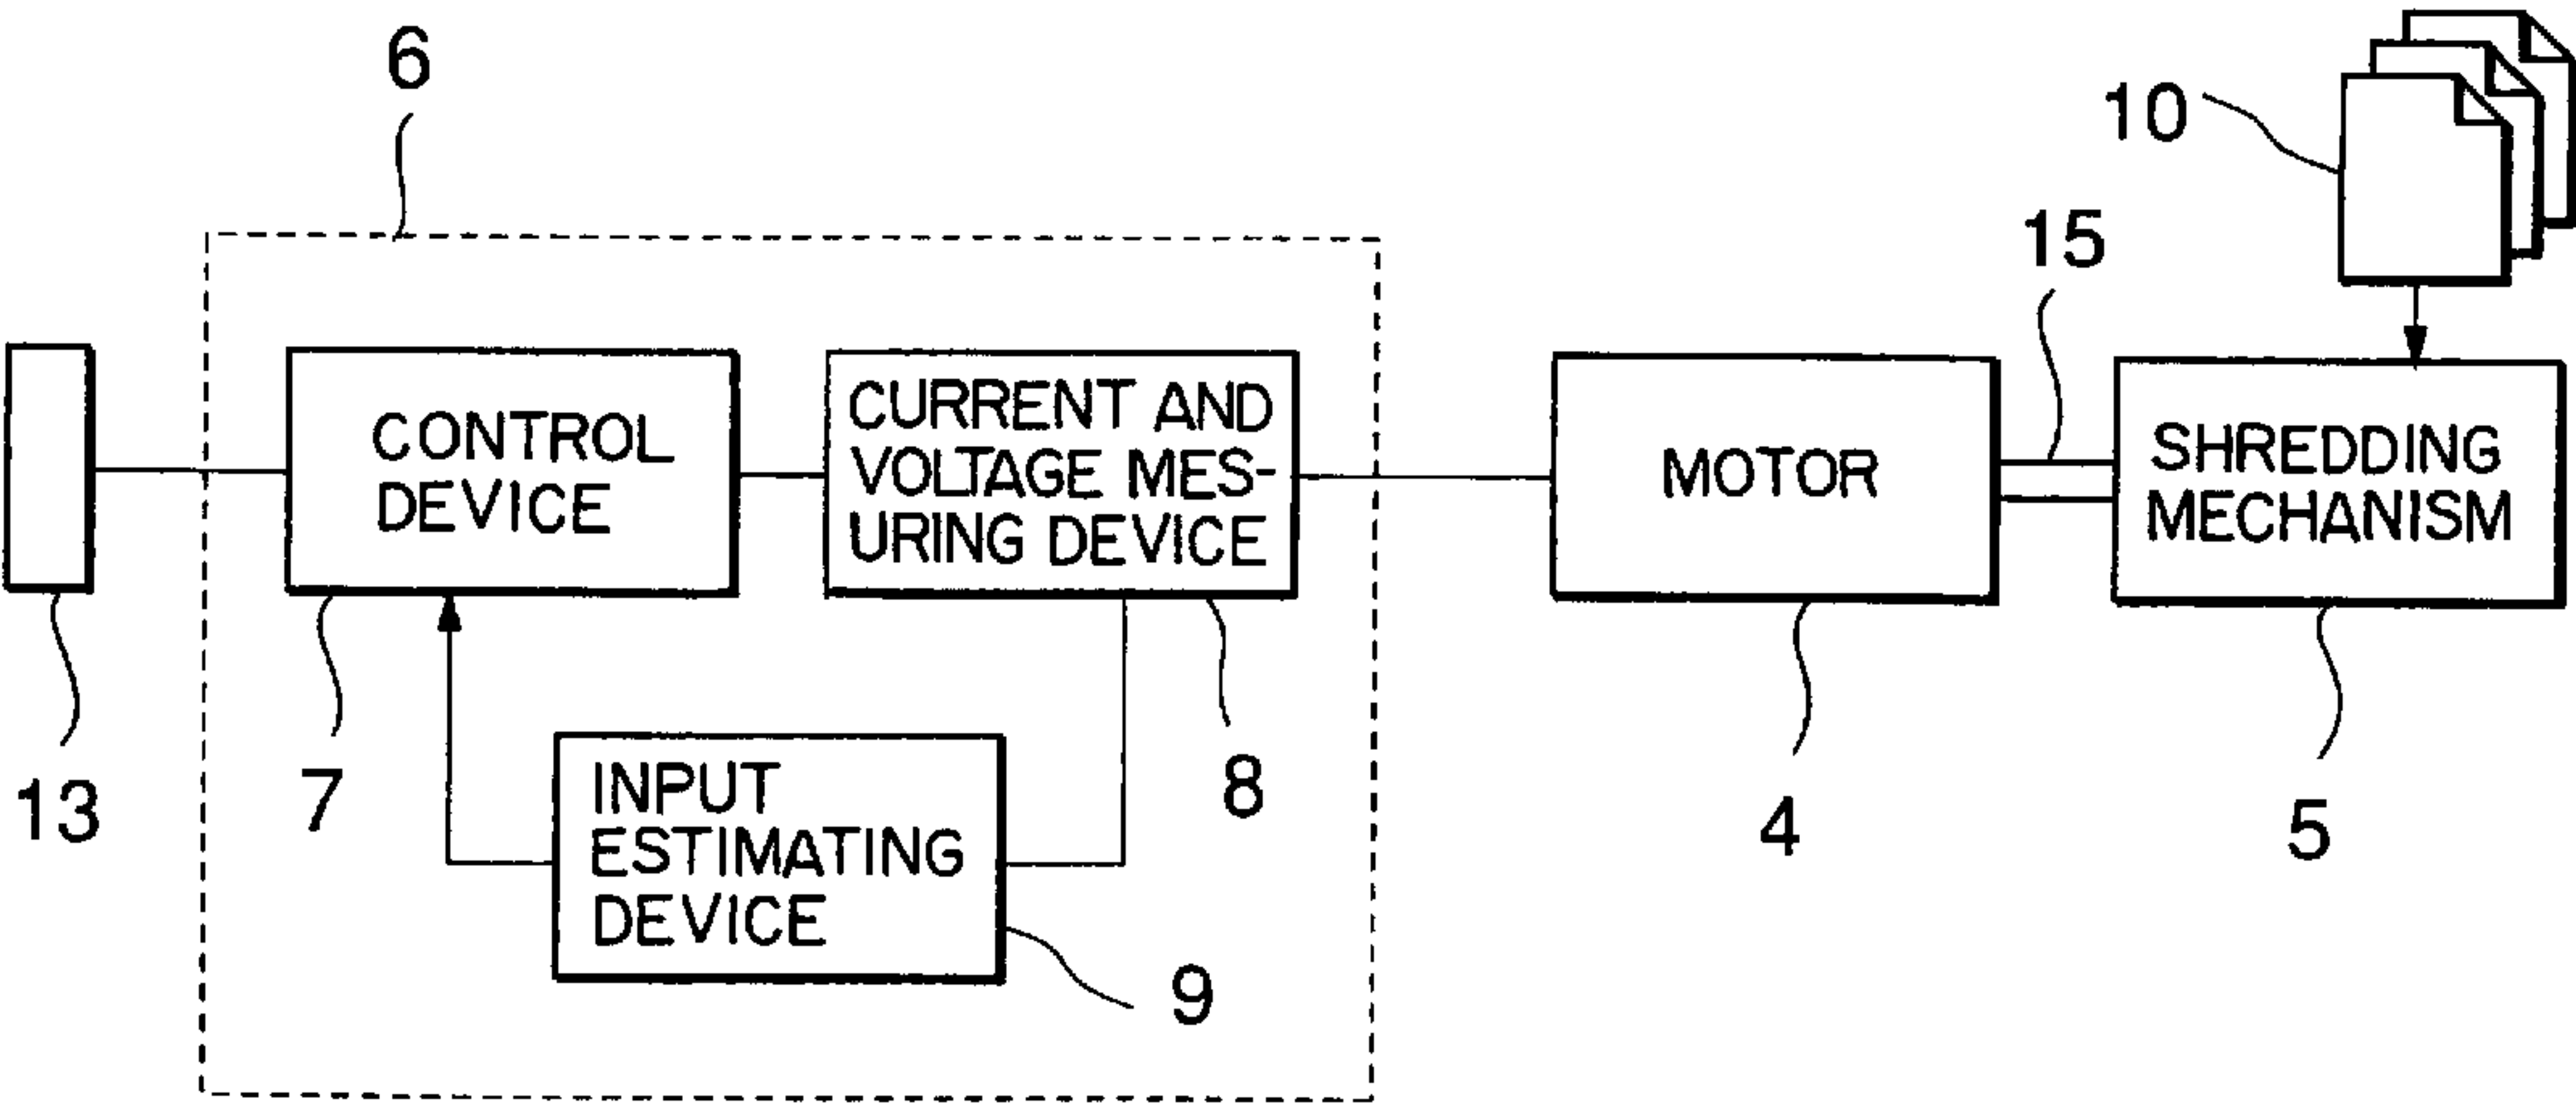 6
10
15
CONTROL
DEVICE
CURRENT AND
VOLTAGE MES-
URING DEVICE
MOTOR
SHREDDING
MECHANISM
13
7
8
4
5
INPUT
ESTIMATING
DEVICE
9